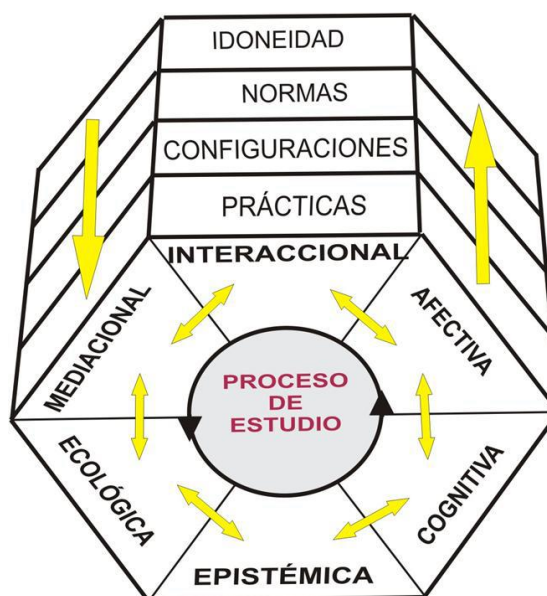 IDONEIDAD
NORMAS
CONFIGURACIONES
PRÁCTICAS
INTERACCIONAL
MEDIACIONAL
AFECTIVA
PROCESO
DE
ESTUDIO
ECOLÓGICA
COGNITIVA
EPISTÉMICA